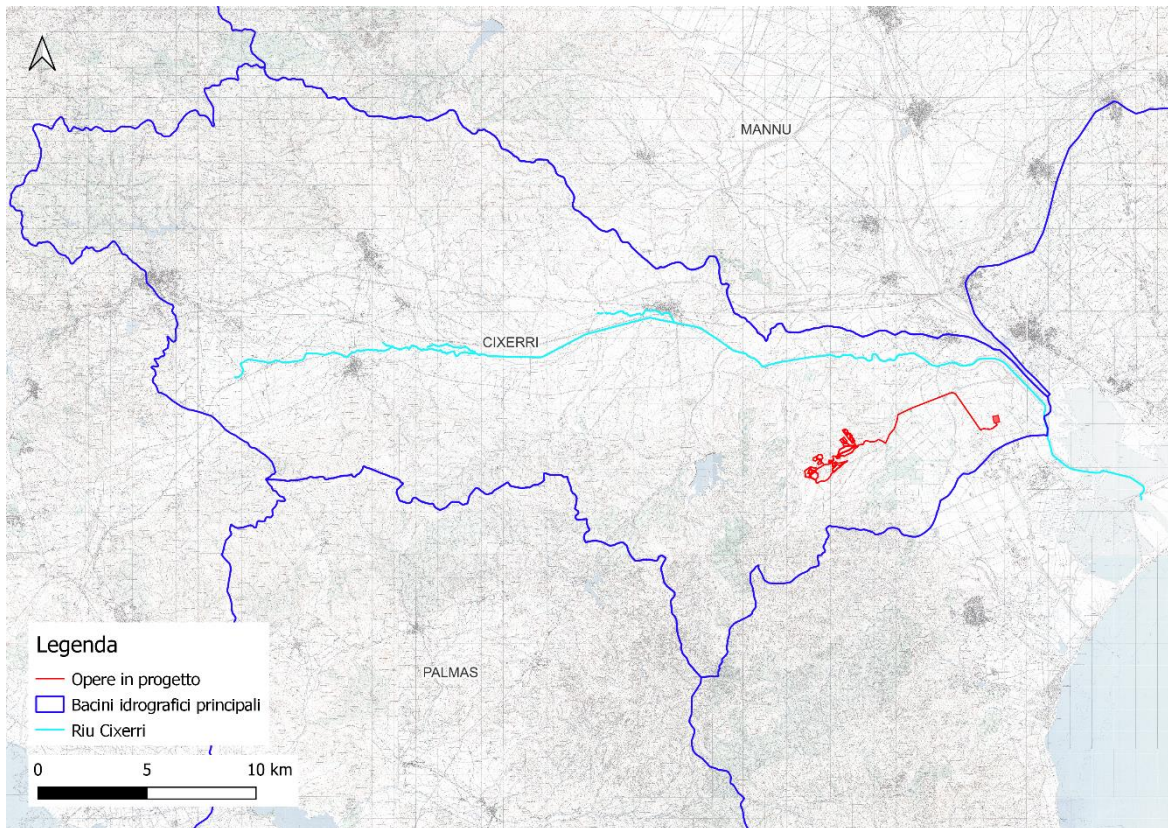 MANNU
CIXERRI
PALMAS
Legenda
Opere in progetto
Bacini idrografici principali
Riu Cixerri
0 5 10 km